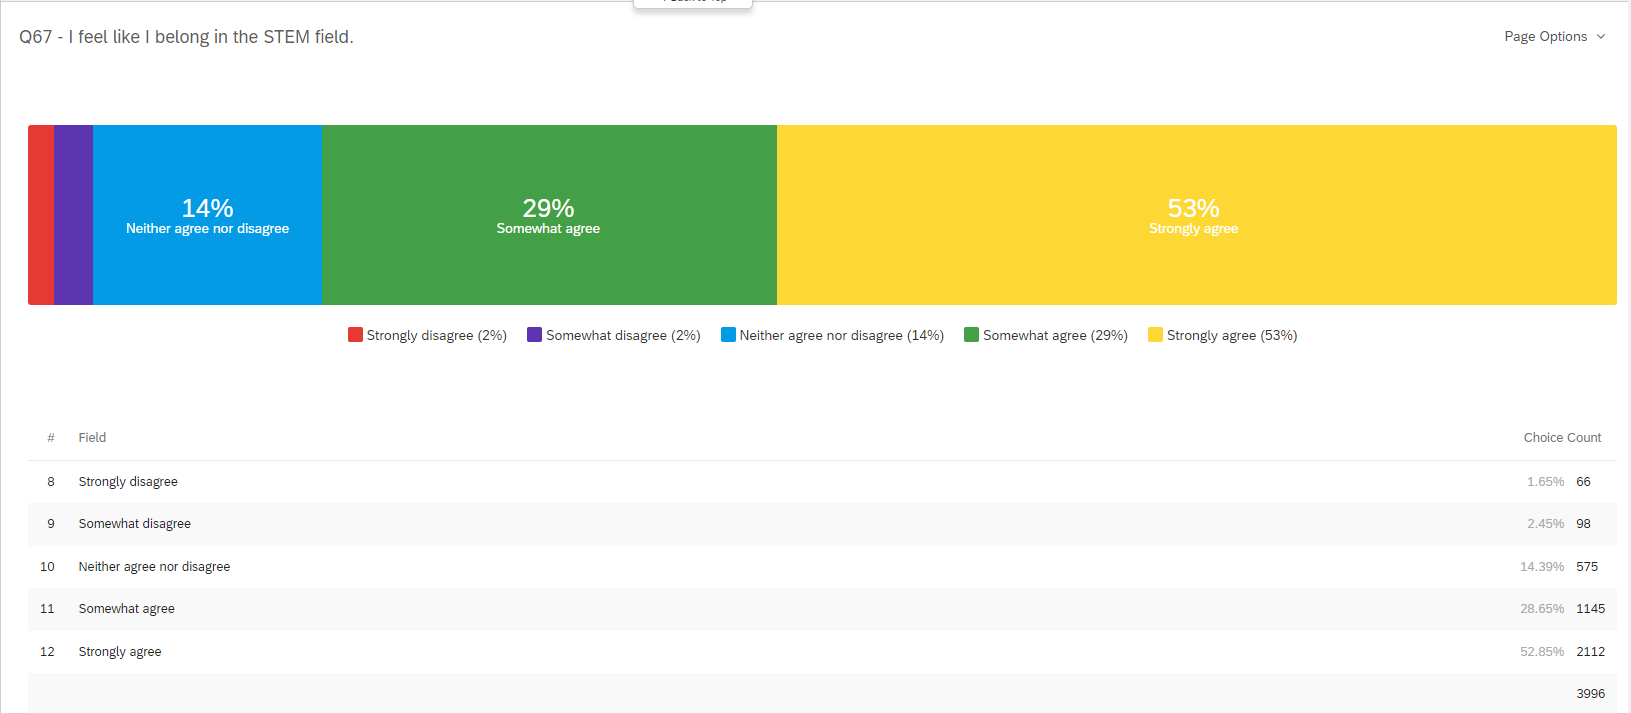 Q67 - I feel like I belong in the STEM field.
Page Options
14%
Neither agree nor disagree
29%
Somewhat agree
53%
Strongly agree
Strongly disagree (2%) Somewhat disagree (2%) Neither agree nor disagree (14%) Somewhat agree (29%) Strongly agree (53%)
# Field Choice Count
8 Strongly disagree 1.65% 66
9 Somewhat disagree 2.45% 98
10 Neither agree nor disagree 14.39% 575
11 Somewhat agree 28.65% 1145
12 Strongly agree 52.85% 2112
3996